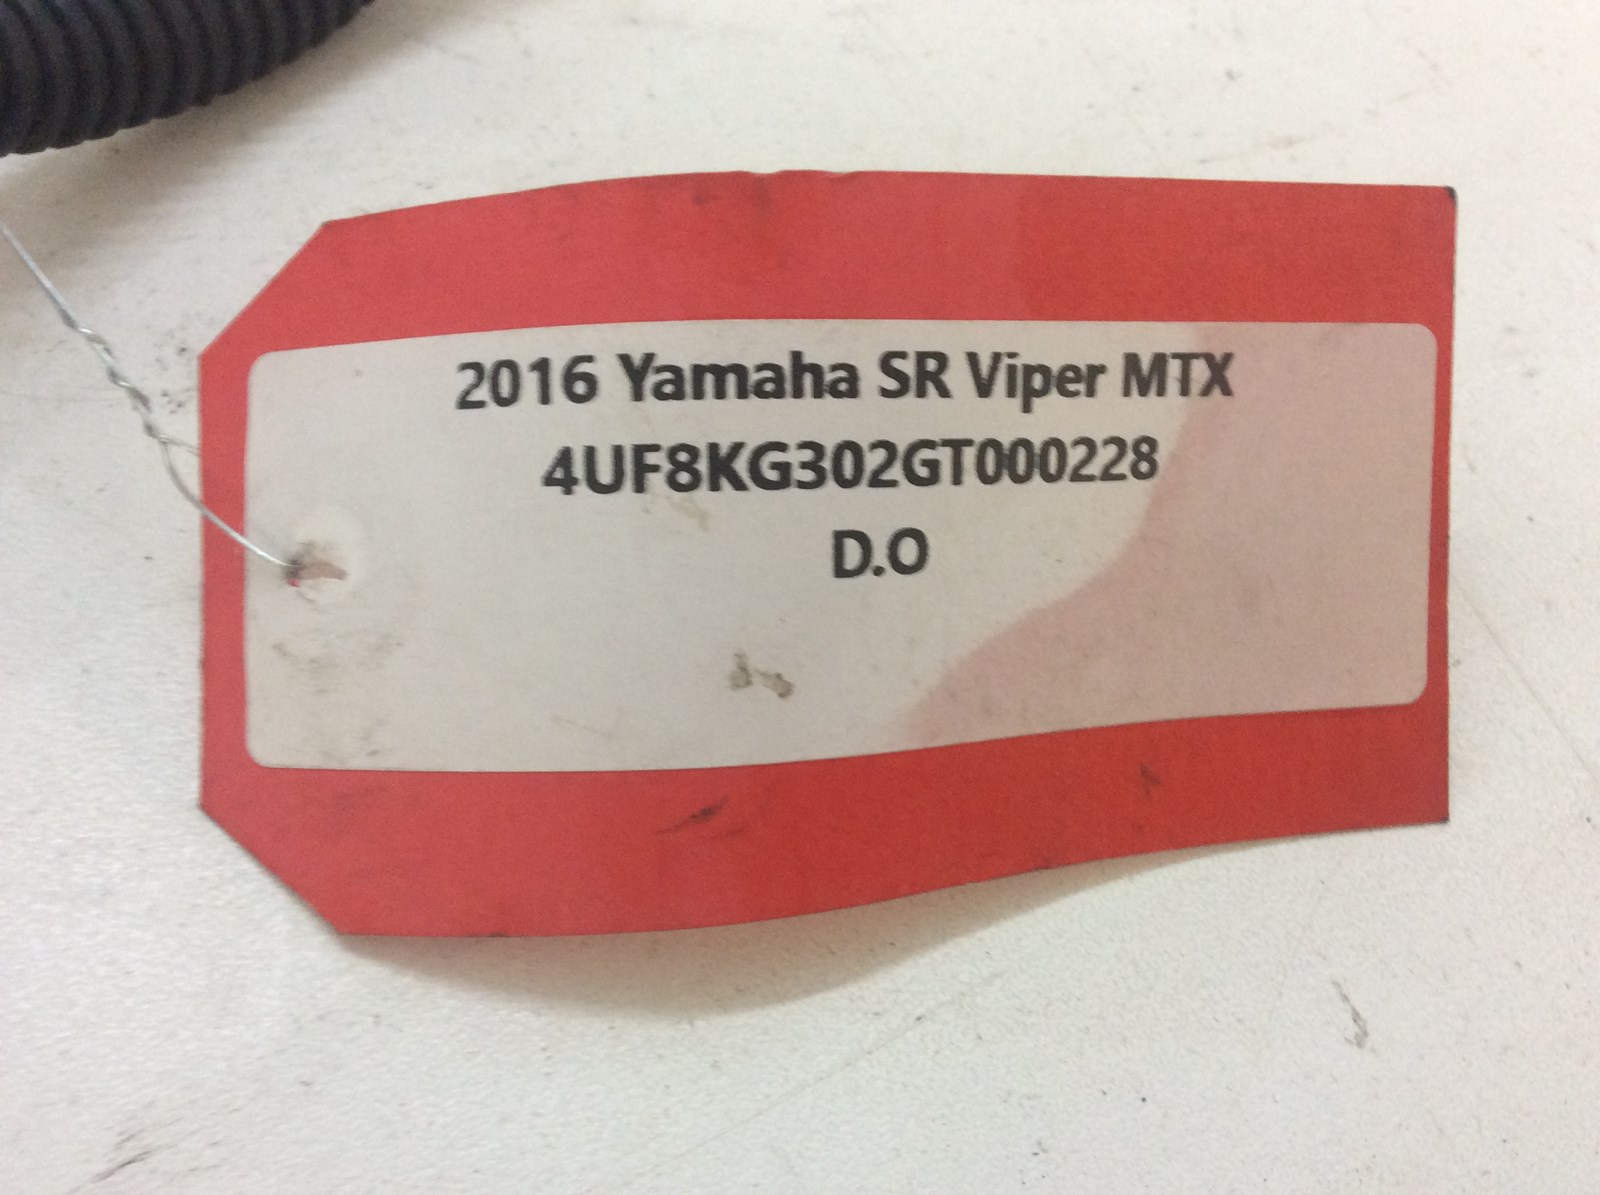 2016 Yamaha SR Viper MTX
4UF8KG302GT000228
D.O